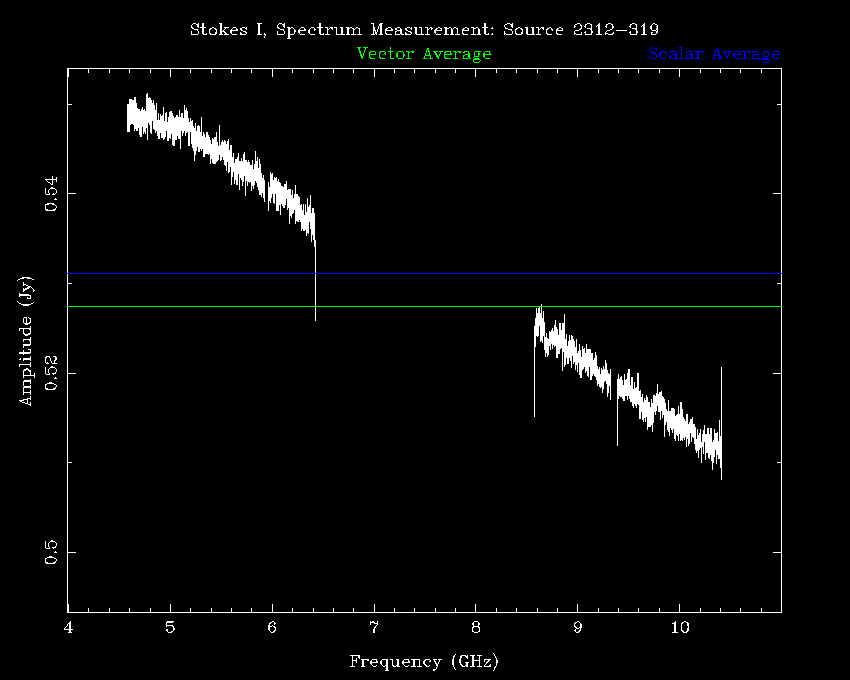 Stokes I, Spectrum Measurement: Source 2312−319
Vector Average
Scalar Average
0.54
0.52
0.5
Amplitude (Jy)
4 5 6 7 8 9 10
Frequency (GHz)